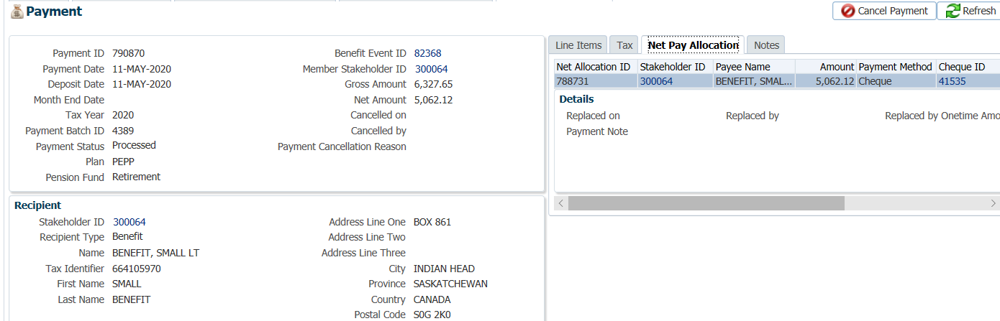 Payment
Cancel Payment
Refresh
Payment ID 790870
Payment Date 11-MAY-2020
Deposit Date 11-MAY-2020
Month End Date
Tax Year 2020
Payment Batch ID 4389
Payment Status Processed
Plan PEPP
Pension Fund Retirement
Benefit Event ID 82368
Member Stakeholder ID 300064
Gross Amount 6,327.65
Net Amount 5,062.12
Cancelled on
Cancelled by
Payment Cancellation Reason
Line Items Tax Net Pay Allocation Notes
Net Allocation ID Stakeholder ID Payee Name Amount Payment Method Cheque ID
788731 300064 BENEFIT, SMAL... 5,062.12 Cheque 41535
Details
Replaced on Replaced by Replaced by Onetime Amo
Payment Note
Recipient
Stakeholder ID 300064
Recipient Type Benefit
Name BENEFIT, SMALL LT
Tax Identifier 664105970
First Name SMALL
Last Name BENEFIT
Address Line One BOX 861
Address Line Two
Address Line Three
City INDIAN HEAD
Province SASKATCHEWAN
Country CANADA
Postal Code S0G 2K0